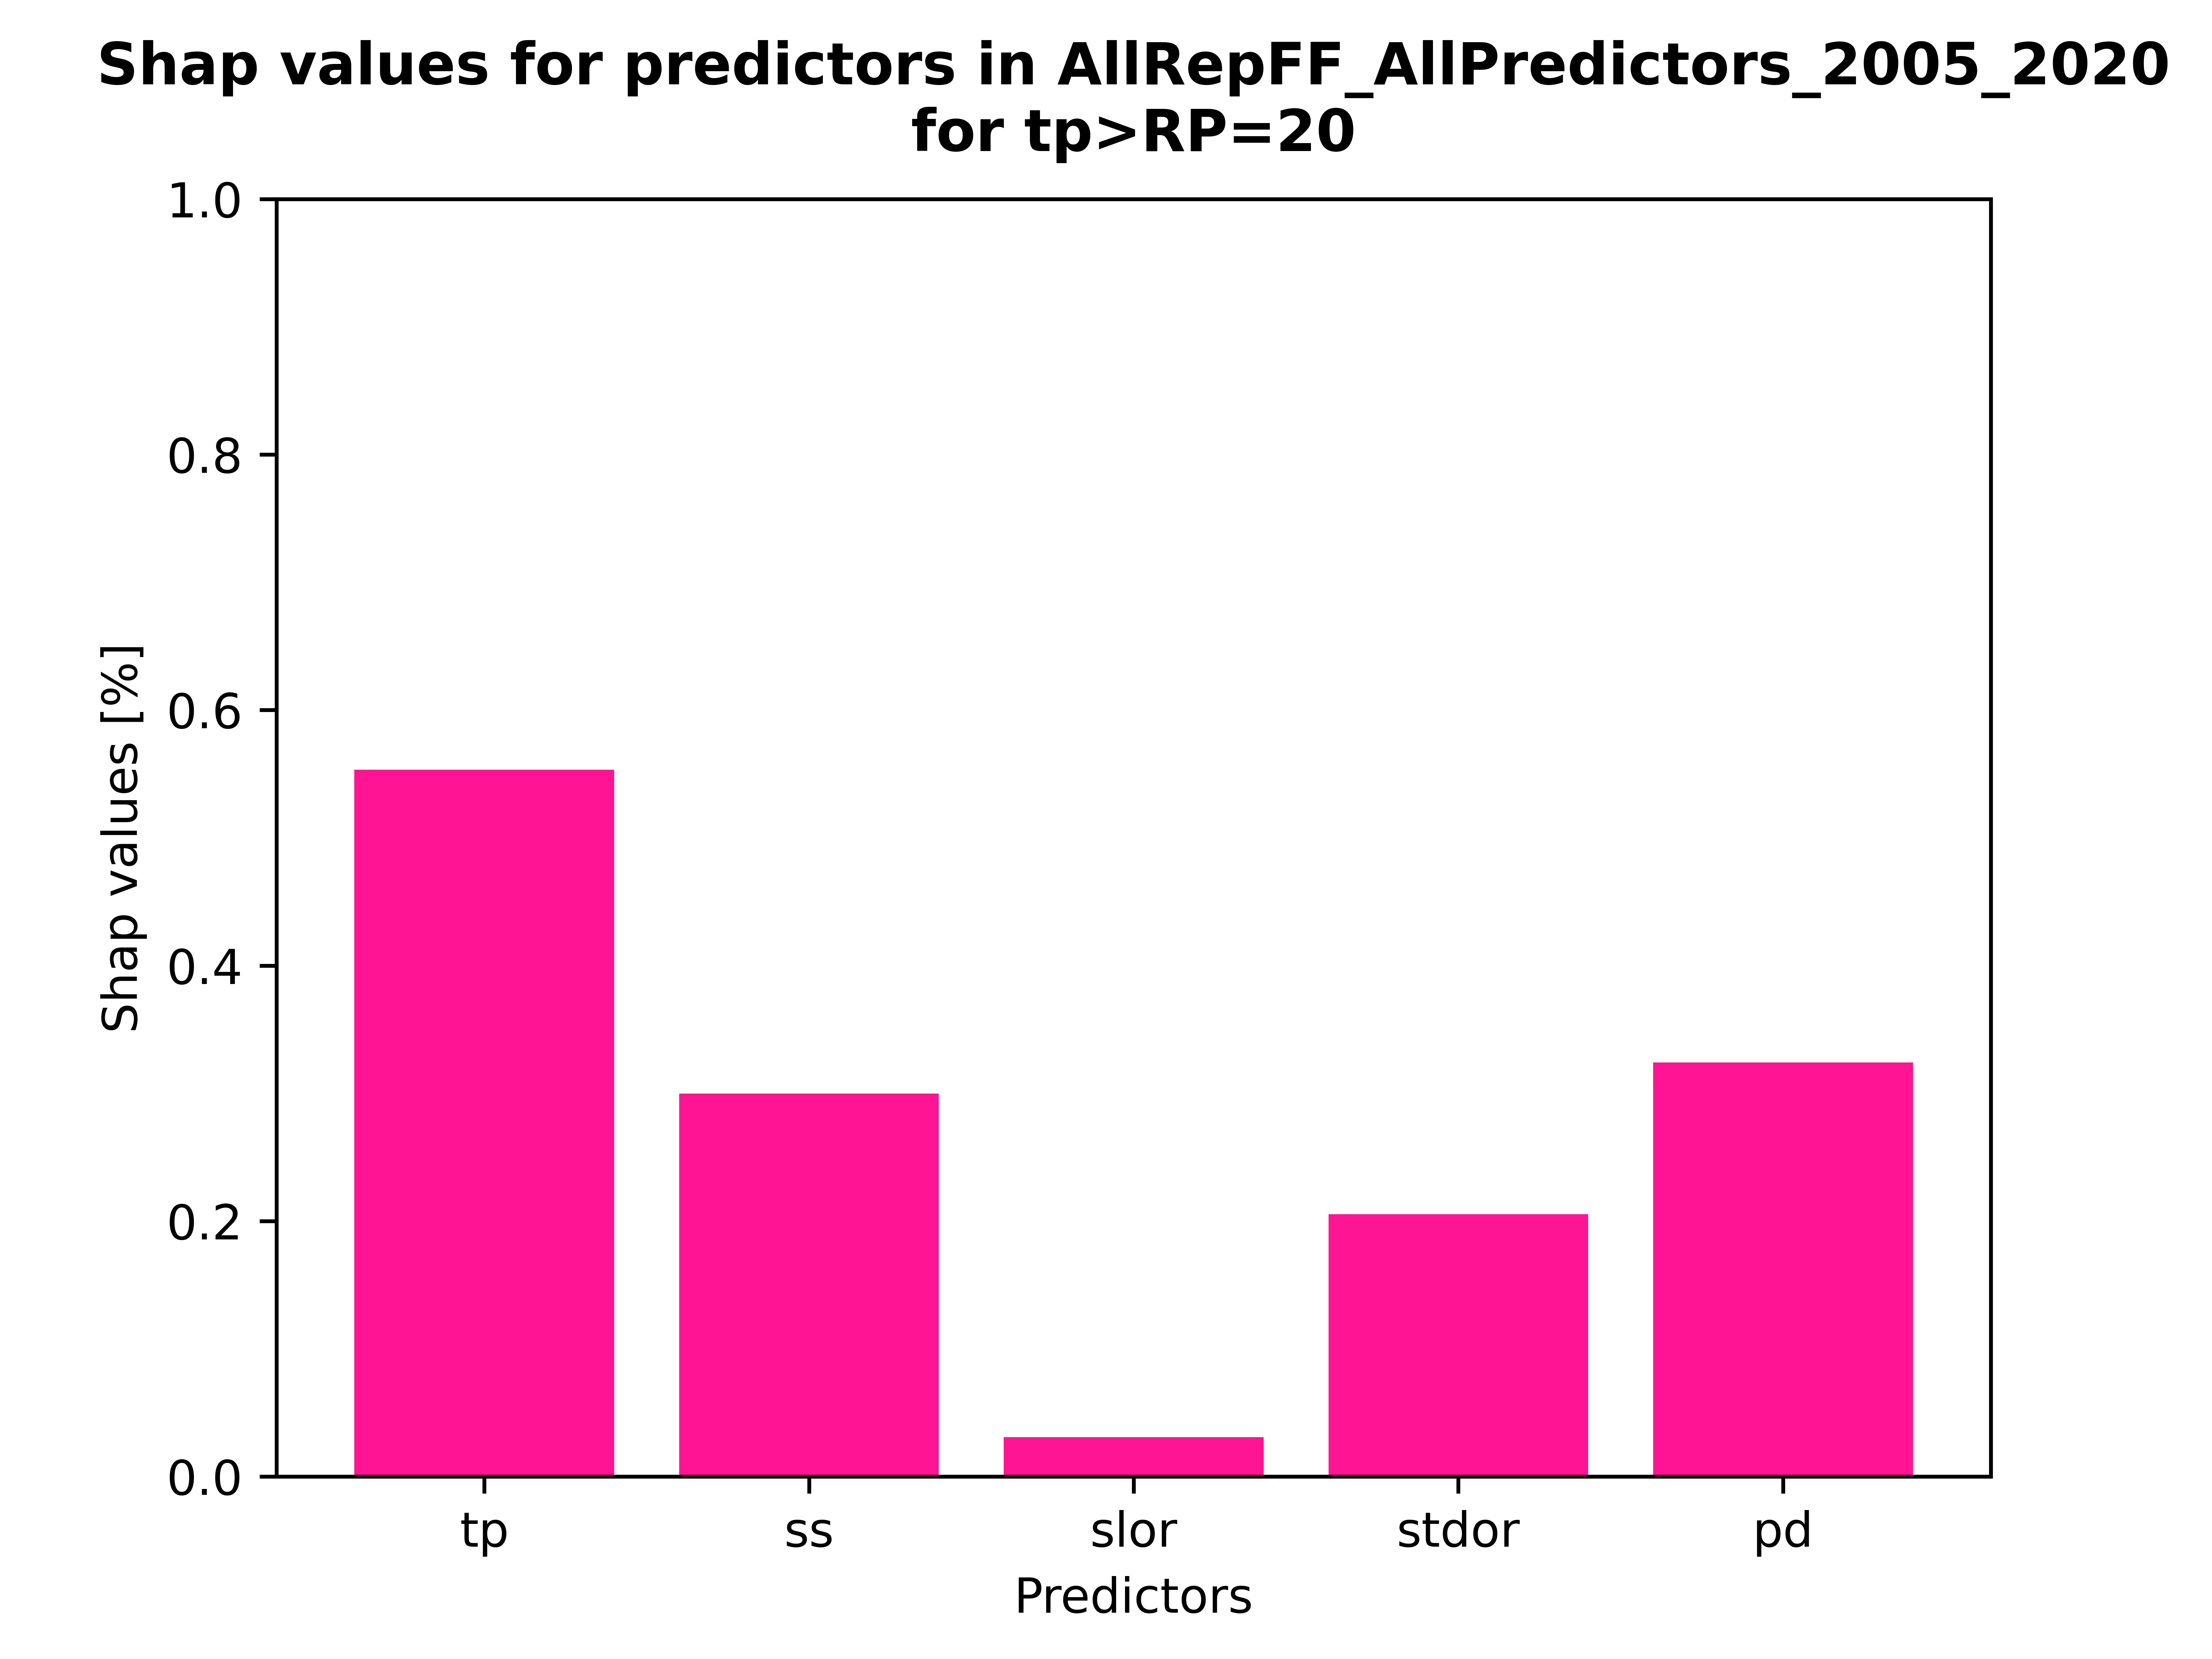 Shap values for predictors in AllRepFF_AllPredictors_2005_2020
for tp>RP=20
1.0
0.8
0.6
0.4
0.2
0.0
Shap values [%]
tp
ss
slor
stdor
pd
Predictors